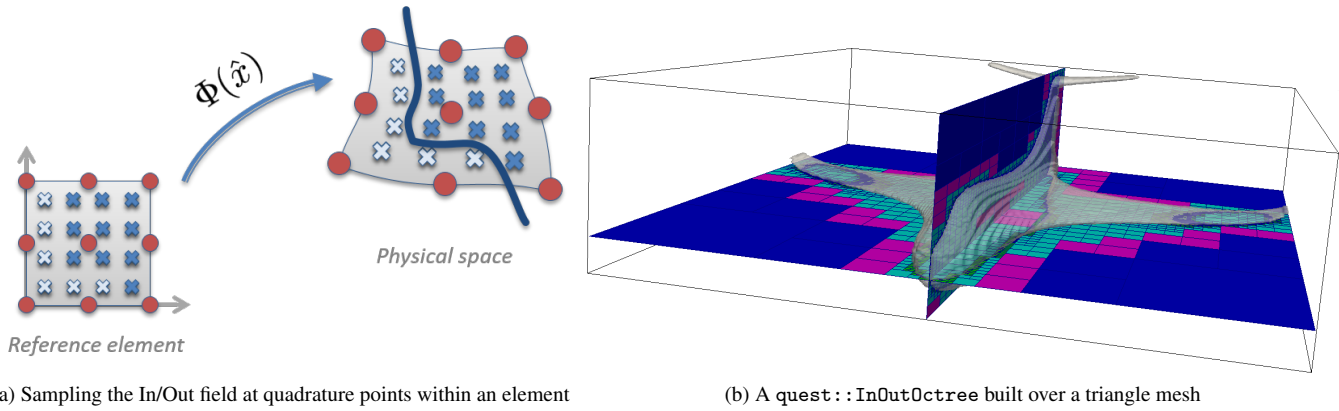 Φ(x̂)
Physical space
Reference element
a) Sampling the In/Out field at quadrature points within an element
(b) A quest::InOutOctree built over a triangle mesh